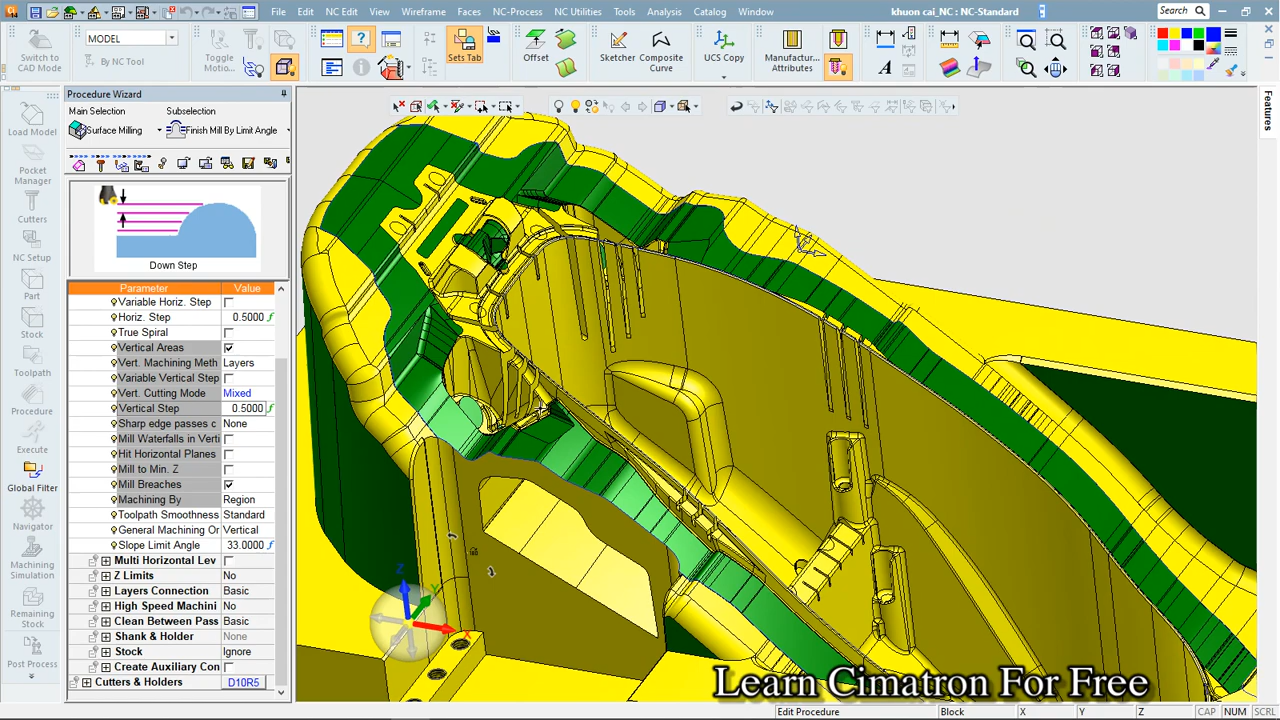 File
Edit
NC Edit
View
Wireframe
Faces
NC-Process
NC Utilities
Tools
Analysis
Catalog
Window
khuon cai_NC : NC-Standard
Search
Switch to CAD Mode
MODEL
By NC Tool
Toggle Motio...
Sets Tab
Offset
Sketcher
Composite Curve
UCS Copy
Manufactur... Attributes
Load Model
Pocket Manager
Cutters
NC Setup
Part
Stock
Toolpath
Procedure
Execute
Global Filter
Navigator
Machining Simulation
Remaining Stock
Post Process
Procedure Wizard
Main Selection
Subselection
Surface Milling
Finish Mill By Limit Angle
Down Step
Parameter Value
Variable Horiz. Step
Horiz. Step 0.5000 f
True Spiral
Vertical Areas
Vert. Machining Meth Layers
Variable Vertical Step
Vert. Cutting Mode Mixed
Vertical Step 0.5000 f
Sharp edge passes c None
Mill Waterfalls in Verti
Hit Horizontal Planes
Mill to Min. Z
Mill Breaches
Machining By Region
Toolpath Smoothness Standard
General Machining Or Vertical
Slope Limit Angle 33.0000 f
Multi Horizontal Lev
Z Limits No
Layers Connection Basic
High Speed Machini No
Clean Between Pass Basic
Shank & Holder None
Stock Ignore
Create Auxiliary Con
Cutters & Holders D10R5
Features
Z
Y
X
Learn Cimatron For Free
Edit Procedure
Block
X
Y
Z
CAP
NUM
SCRL